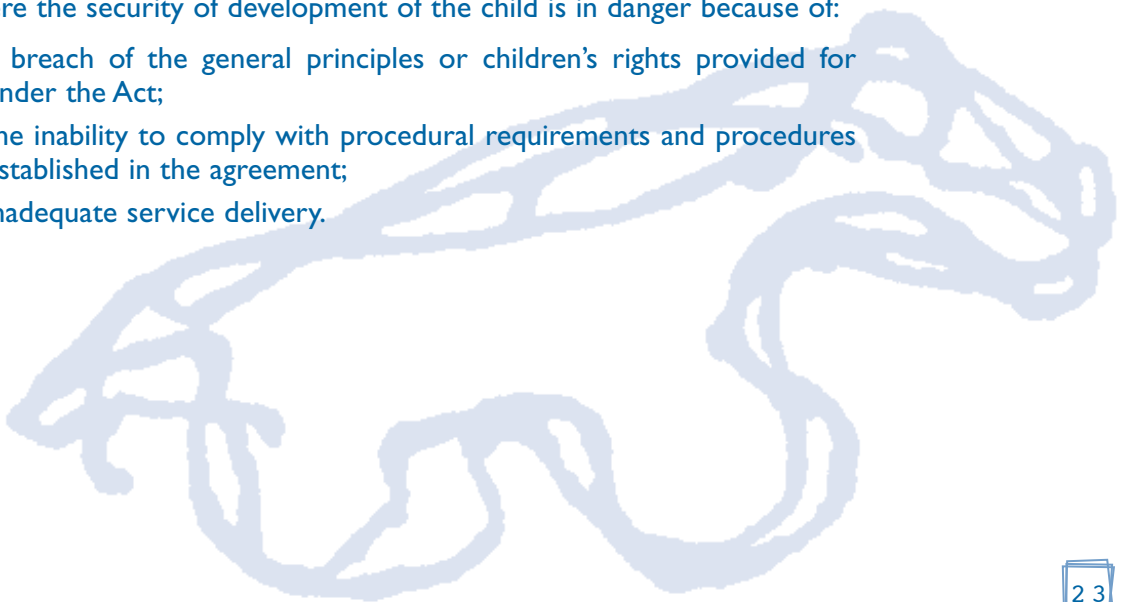 re the security of development of the child is in danger because of:
breach of the general principles or children's rights provided for
nder the Act;
ne inability to comply with procedural requirements and procedures
stablished in the agreement;
nadequate service delivery.
2 3